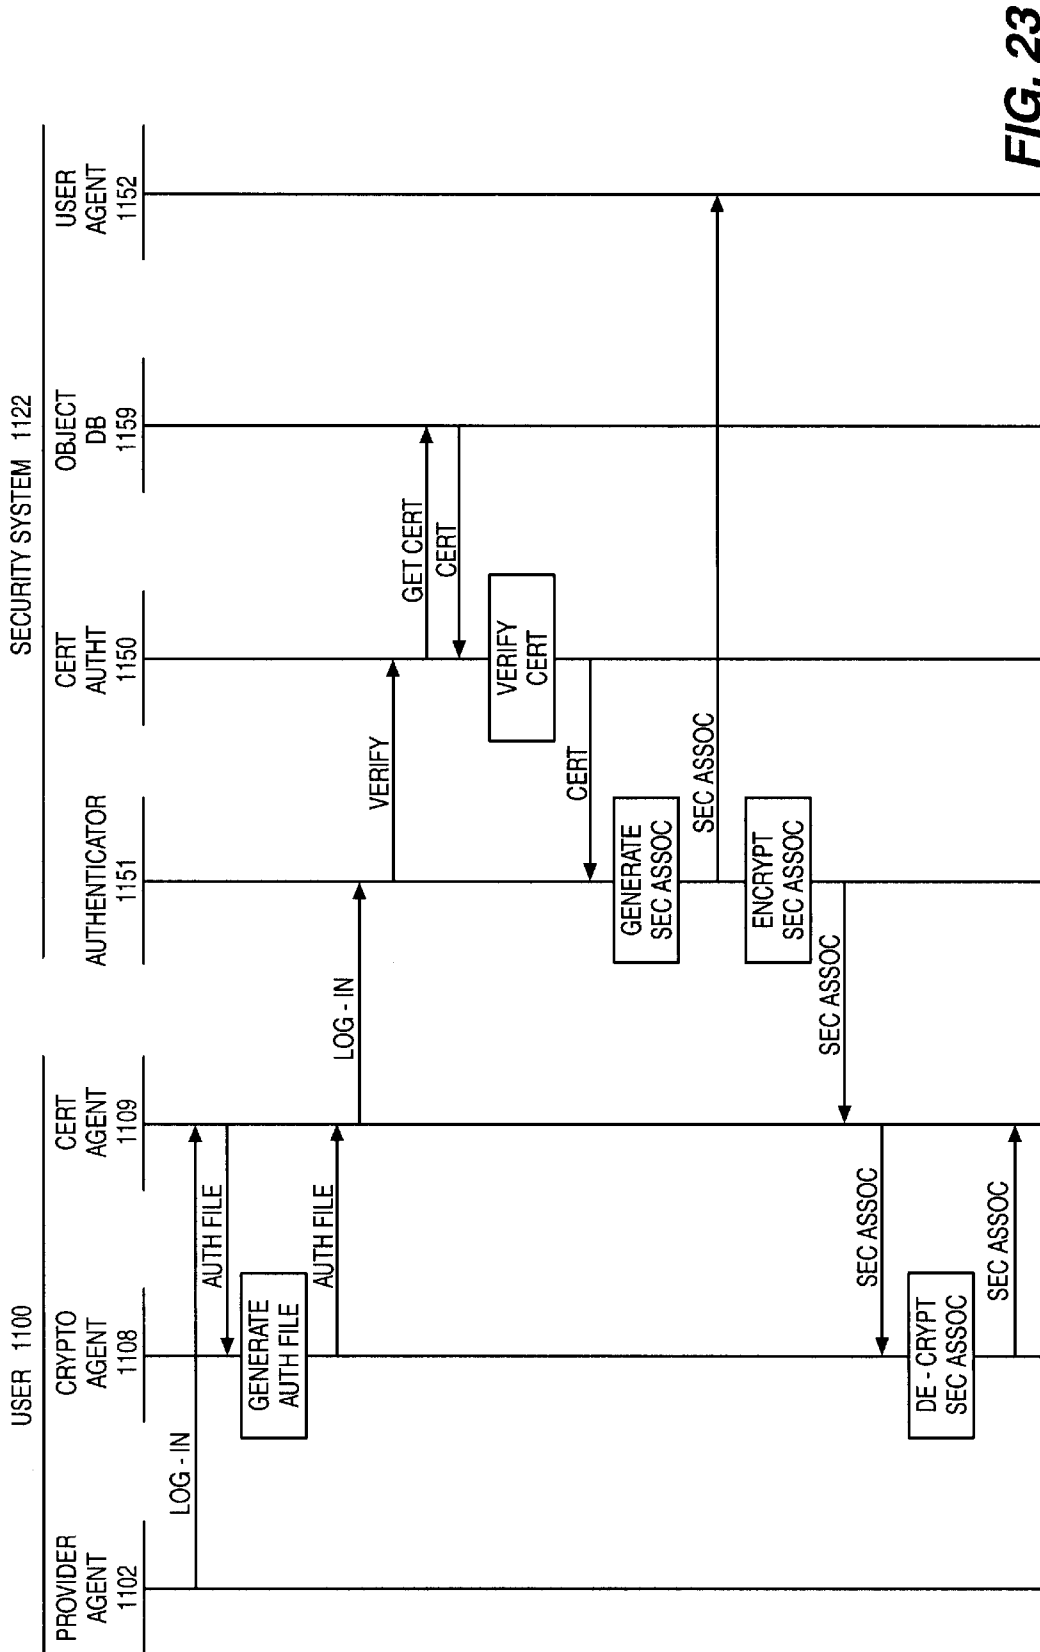 USER 1100
SECURITY SYSTEM 1122
PROVIDER
AGENT
1102
CRYPTO
AGENT
1108
CERT
AGENT
1109
AUTHENTICATOR
1151
CERT
AUTHT
1150
OBJECT
DB
1159
USER
AGENT
1152
LOG - IN
AUTH FILE
GENERATE
AUTH FILE
AUTH FILE
LOG - IN
VERIFY
GET CERT
CERT
VERIFY
CERT
CERT
GENERATE
SEC ASSOC
SEC ASSOC
ENCRYPT
SEC ASSOC
SEC ASSOC
SEC ASSOC
DE - CRYPT
SEC ASSOC
SEC ASSOC
FIG. 23